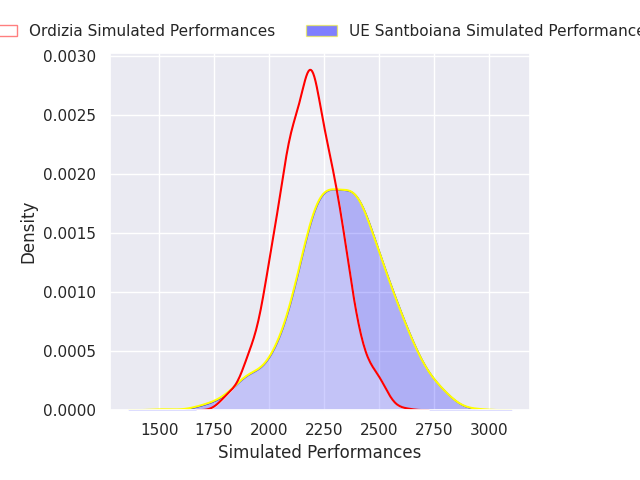 Ordizia Simulated Performances
UE Santboiana Simulated Performance
0.0030
0.0025
0.0020
0.0015
0.0010
0.0005
0.0000
Density
1500 1750 2000 2250 2500 2750 3000
Simulated Performances